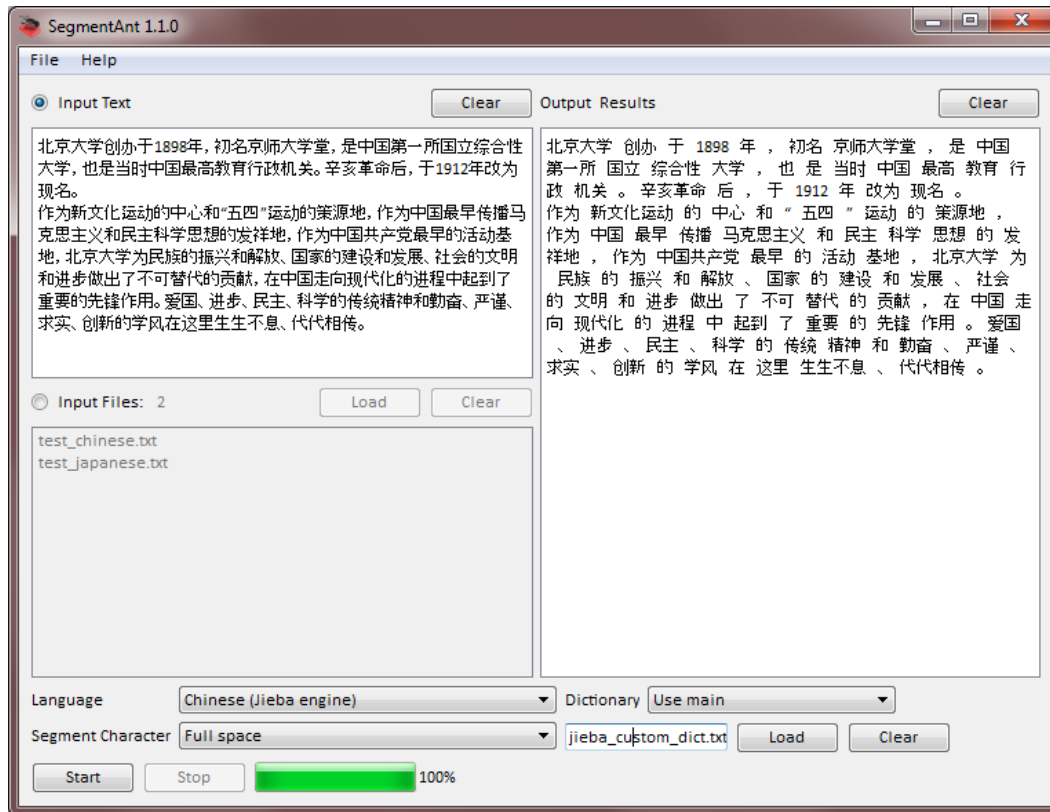 SegmentAnt 1.1.0
File Help
Input Text Clear
北京大学创办于1898年，初名京师大学堂，是中国第一所国立综合性
大学，也是当时中国最高教育行政机关。辛亥革命后，于1912年改为
现名。
作为新文化运动的中心和“五四”运动的策源地，作为中国最早传播马
克思主义和民主科学思想的发祥地，作为中国共产党最早的活动基
地，北京大学为民族的振兴和解放、国家的建设和发展、社会的文明
和进步做出了不可替代的贡献，在中国走向现代化的进程中起到了
重要的先锋作用。爱国、进步、民主、科学的传统精神和勤奋、严谨、
求实、创新的学风在这里生生不息、代代相传。
Input Files: 2 Load Clear
test_chinese.txt
test_japanese.txt
Output Results Clear
北京大学 创办 于 1898 年 ， 初名 京师大学堂 ， 是 中国
第一所 国立 综合性 大学 ， 也 是 当时 中国 最高 教育 行
政 机关 。 辛亥革命 后 ， 于 1912 年 改为 现名 。
作为 新文化运动 的 中心 和 “ 五四 ” 运动 的 策源地 ，
作为 中国 最早 传播 马克思主义 和 民主 科学 思想 的 发
祥地 ， 作为 中国共产党 最早 的 活动 基地 ， 北京大学 为
民族 的 振兴 和 解放 、 国家 的 建设 和 发展 、 社会
的 文明 和 进步 做出 了 不可 替代 的 贡献 ， 在 中国 走
向 现代化 的 进程 中 起到 了 重要 的 先锋 作用 。 爱国
、 进步 、 民主 、 科学 的 传统 精神 和 勤奋 、 严谨 、
求实 、 创新 的 学风 在 这里 生生不息 、 代代相传 。
Language Chinese (Jieba engine) Dictionary Use main
Segment Character Full space jieba_custom_dict.txt Load Clear
Start Stop 100%